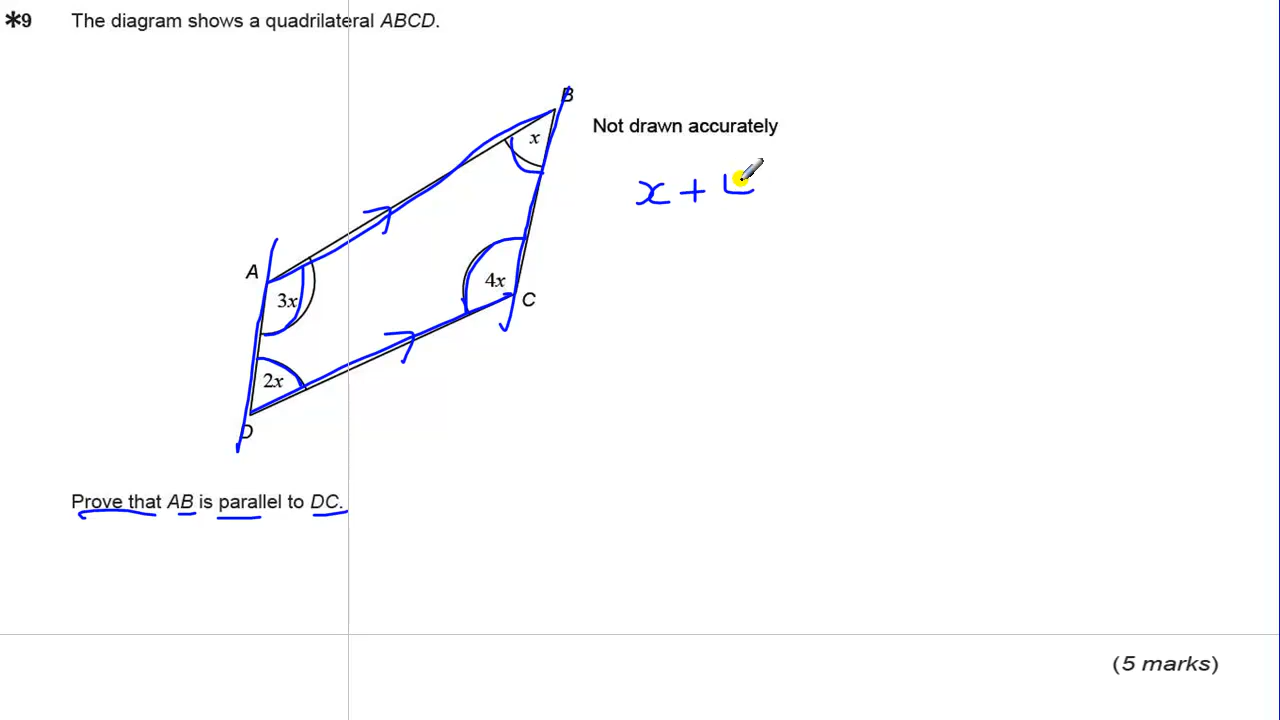 *9 The diagram shows a quadrilateral ABCD.
B
Not drawn accurately
x
x +
A
3x
4x
C
2x
D
Prove that AB is parallel to DC.
(5 marks)